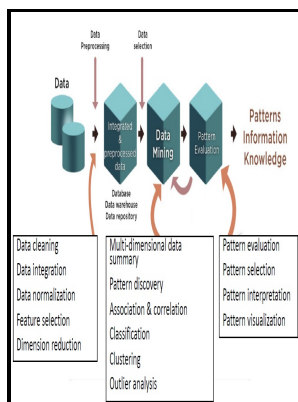 Data
Preprocessing
Data
selection
Data
Integrated
&
preprocessed
data
Data
Mining
Pattern
Evaluation
Patterns
Information
Knowledge
Database
Data warehouse
Data repository
Data cleaning
Data integration
Data normalization
Feature selection
Dimension reduction
Multi-dimensional data
summary
Pattern discovery
Association & correlation
Classification
Clustering
Outlier analysis
Pattern evaluation
Pattern selection
Pattern interpretation
Pattern visualization